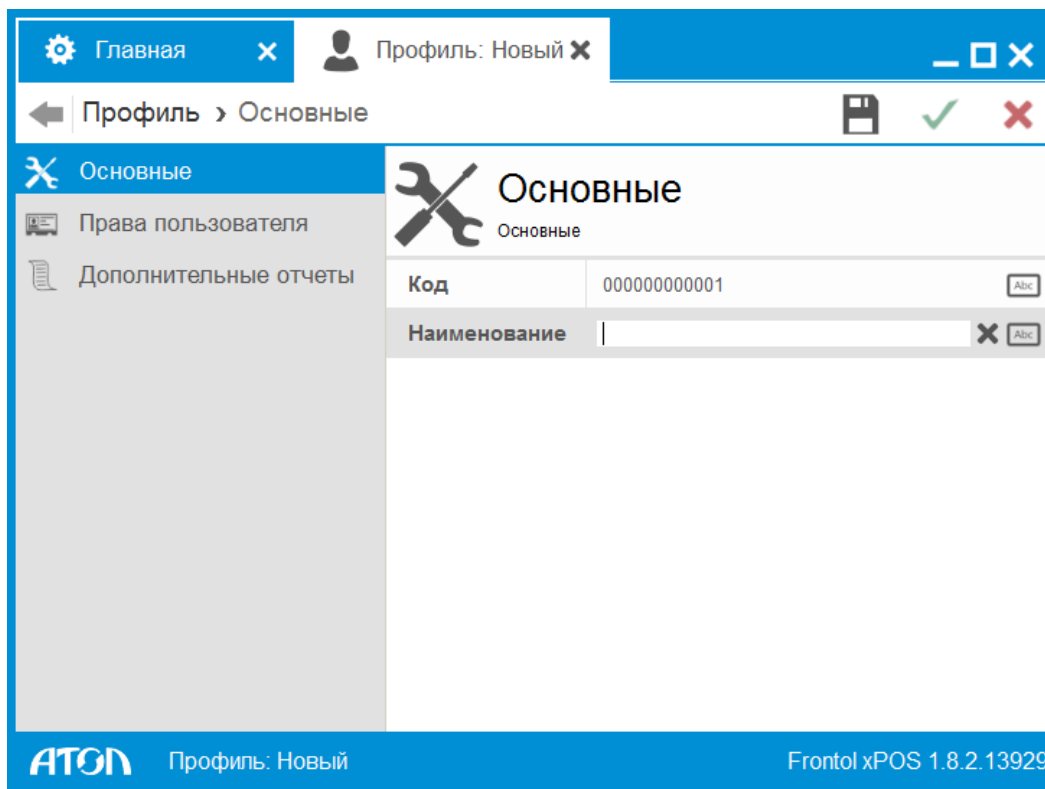 Главная
Профиль: Новый
Профиль › Основные
Основные
Права пользователя
Дополнительные отчеты
Основные
Основные
Код 000000000001 Abc
Наименование Abc
ATOL Профиль: Новый Frontol xPOS 1.8.2.13929